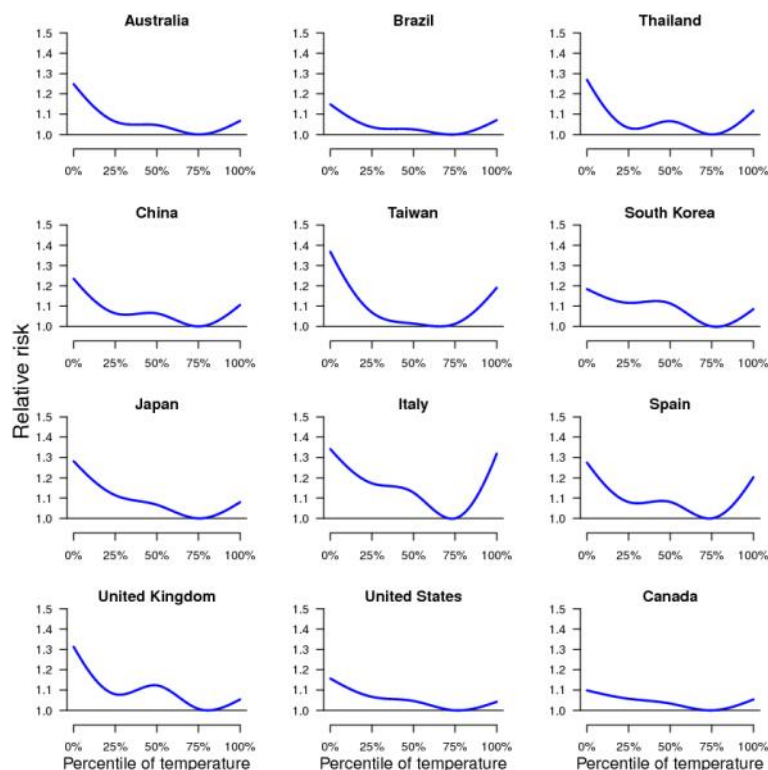 Australia
Brazil
Thailand
1.5
1.4
1.3
1.2
1.1
1.0
0% 25% 50% 75% 100%
1.5
1.4
1.3
1.2
1.1
1.0
0% 25% 50% 75% 100%
1.5
1.4
1.3
1.2
1.1
1.0
0% 25% 50% 75% 100%
China
Taiwan
South Korea
1.5
1.4
1.3
1.2
1.1
1.0
0% 25% 50% 75% 100%
1.5
1.4
1.3
1.2
1.1
1.0
0% 25% 50% 75% 100%
1.5
1.4
1.3
1.2
1.1
1.0
0% 25% 50% 75% 100%
Relative risk
Japan
Italy
Spain
1.5
1.4
1.3
1.2
1.1
1.0
0% 25% 50% 75% 100%
1.5
1.4
1.3
1.2
1.1
1.0
0% 25% 50% 75% 100%
1.5
1.4
1.3
1.2
1.1
1.0
0% 25% 50% 75% 100%
United Kingdom
United States
Canada
1.5
1.4
1.3
1.2
1.1
1.0
0% 25% 50% 75% 100%
1.5
1.4
1.3
1.2
1.1
1.0
0% 25% 50% 75% 100%
1.5
1.4
1.3
1.2
1.1
1.0
0% 25% 50% 75% 100%
Percentile of temperature
Percentile of temperature
Percentile of temperature